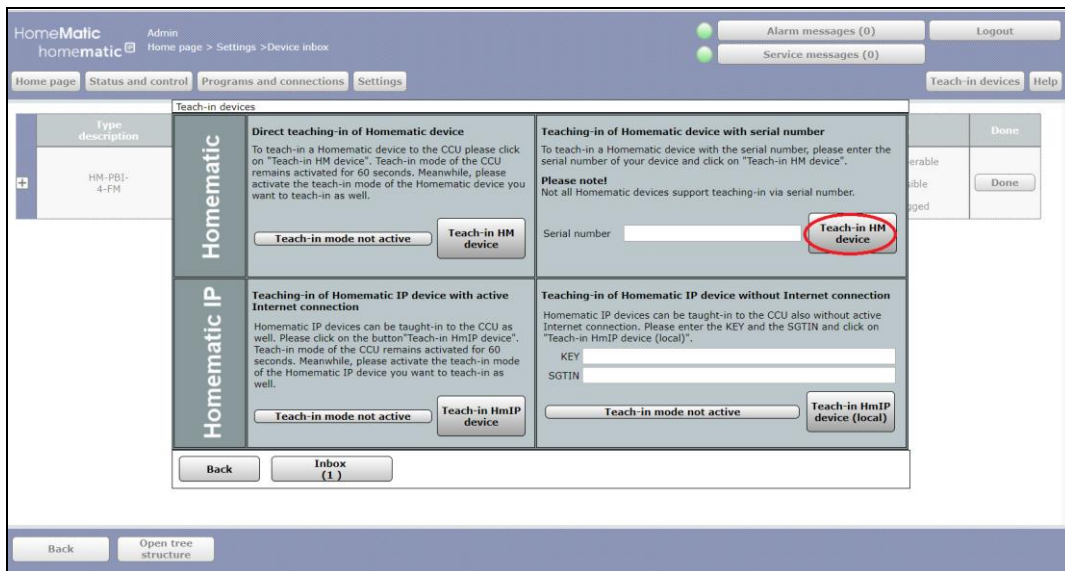 HomeMatic
homematic
Admin
Home page > Settings >Device inbox
Alarm messages (0)
Logout
Service messages (0)
Home page
Status and control
Programs and connections
Settings
Teach-in devices
Help
Teach-in devices
Type
description
Done
HM-PBI-
4-FM
Done
Homematic
Direct teaching-in of Homematic device
To teach-in a Homematic device to the CCU please click
on "Teach-in HM device". Teach-in mode of the CCU
remains activated for 60 seconds. Meanwhile, please
activate the teach-in mode of the Homematic device you
want to teach-in as well.
Teach-in mode not active
Teach-in HM
device
Teaching-in of Homematic device with serial number
To teach-in a Homematic device with the serial number, please enter the
serial number of your device and click on "Teach-in HM device".
Please note!
Not all Homematic devices support teaching-in via serial number.
Serial number
Teach-in HM
device
Homematic IP
Teaching-in of Homematic IP device with active
Internet connection
Homematic IP devices can be taught-in to the CCU as
well. Please click on the button"Teach-in HmIP device".
Teach-in mode of the CCU remains activated for 60
seconds. Meanwhile, please activate the teach-in mode
of the Homematic IP device you want to teach-in as
well.
Teach-in mode not active
Teach-in HmIP
device
Teaching-in of Homematic IP device without Internet connection
Homematic IP devices can be taught-in to the CCU also without active
Internet connection. Please enter the KEY and the SGTIN and click on
"Teach-in HmIP device (local)".
KEY
SGTIN
Teach-in mode not active
Teach-in HmIP
device (local)
Back
Inbox
(1 )
Back
Open tree
structure